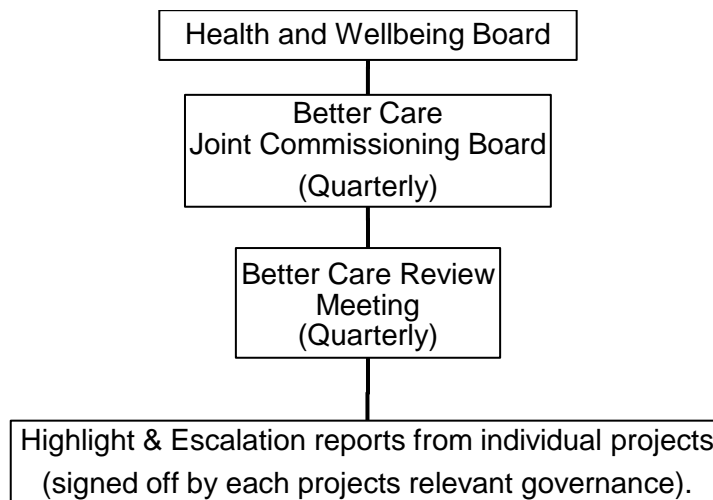 Health and Wellbeing Board
Better Care
Joint Commissioning Board
(Quarterly)
Better Care Review
Meeting
(Quarterly)
Highlight & Escalation reports from individual projects
(signed off by each projects relevant governance).